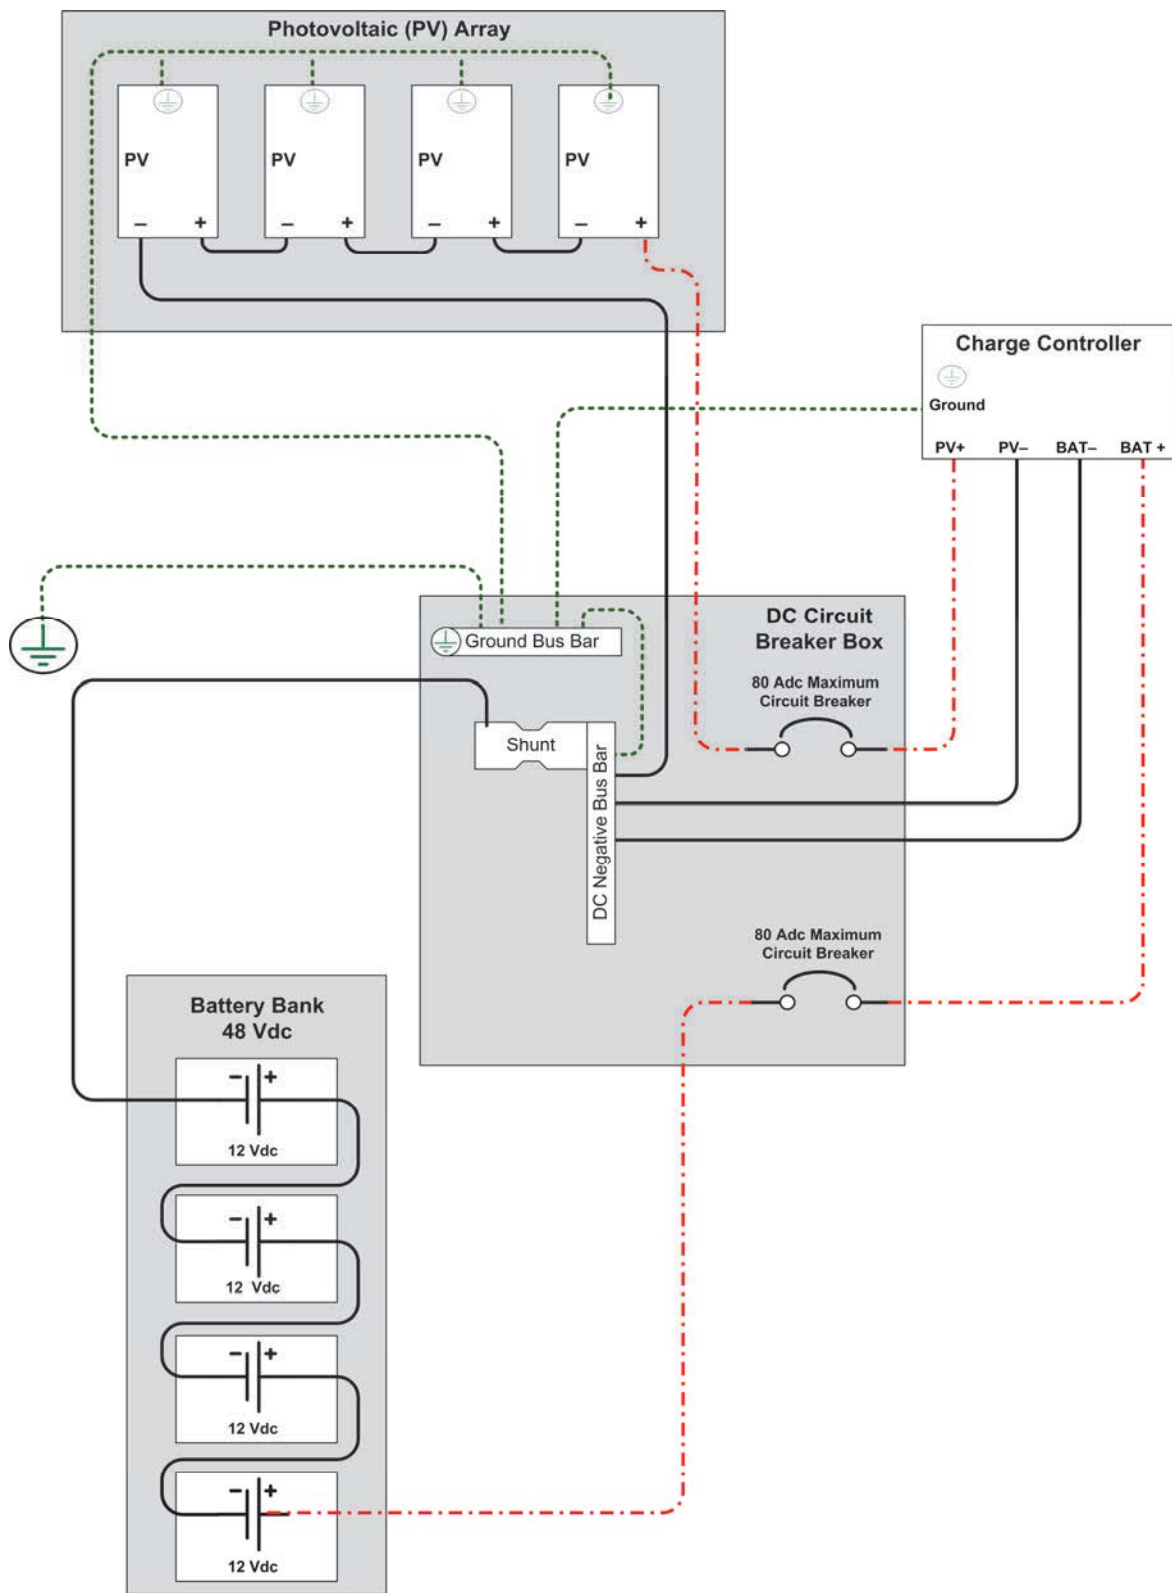 Photovoltaic (PV) Array
PV
PV
PV
PV
– +
– +
– +
– +
Charge Controller
Ground
PV+ PV– BAT– BAT +
DC Circuit
Breaker Box
Ground Bus Bar
80 Adc Maximum
Circuit Breaker
Shunt
DC Negative Bus Bar
80 Adc Maximum
Circuit Breaker
Battery Bank
48 Vdc
– +
12 Vdc
– +
12 Vdc
– +
12 Vdc
– +
12 Vdc